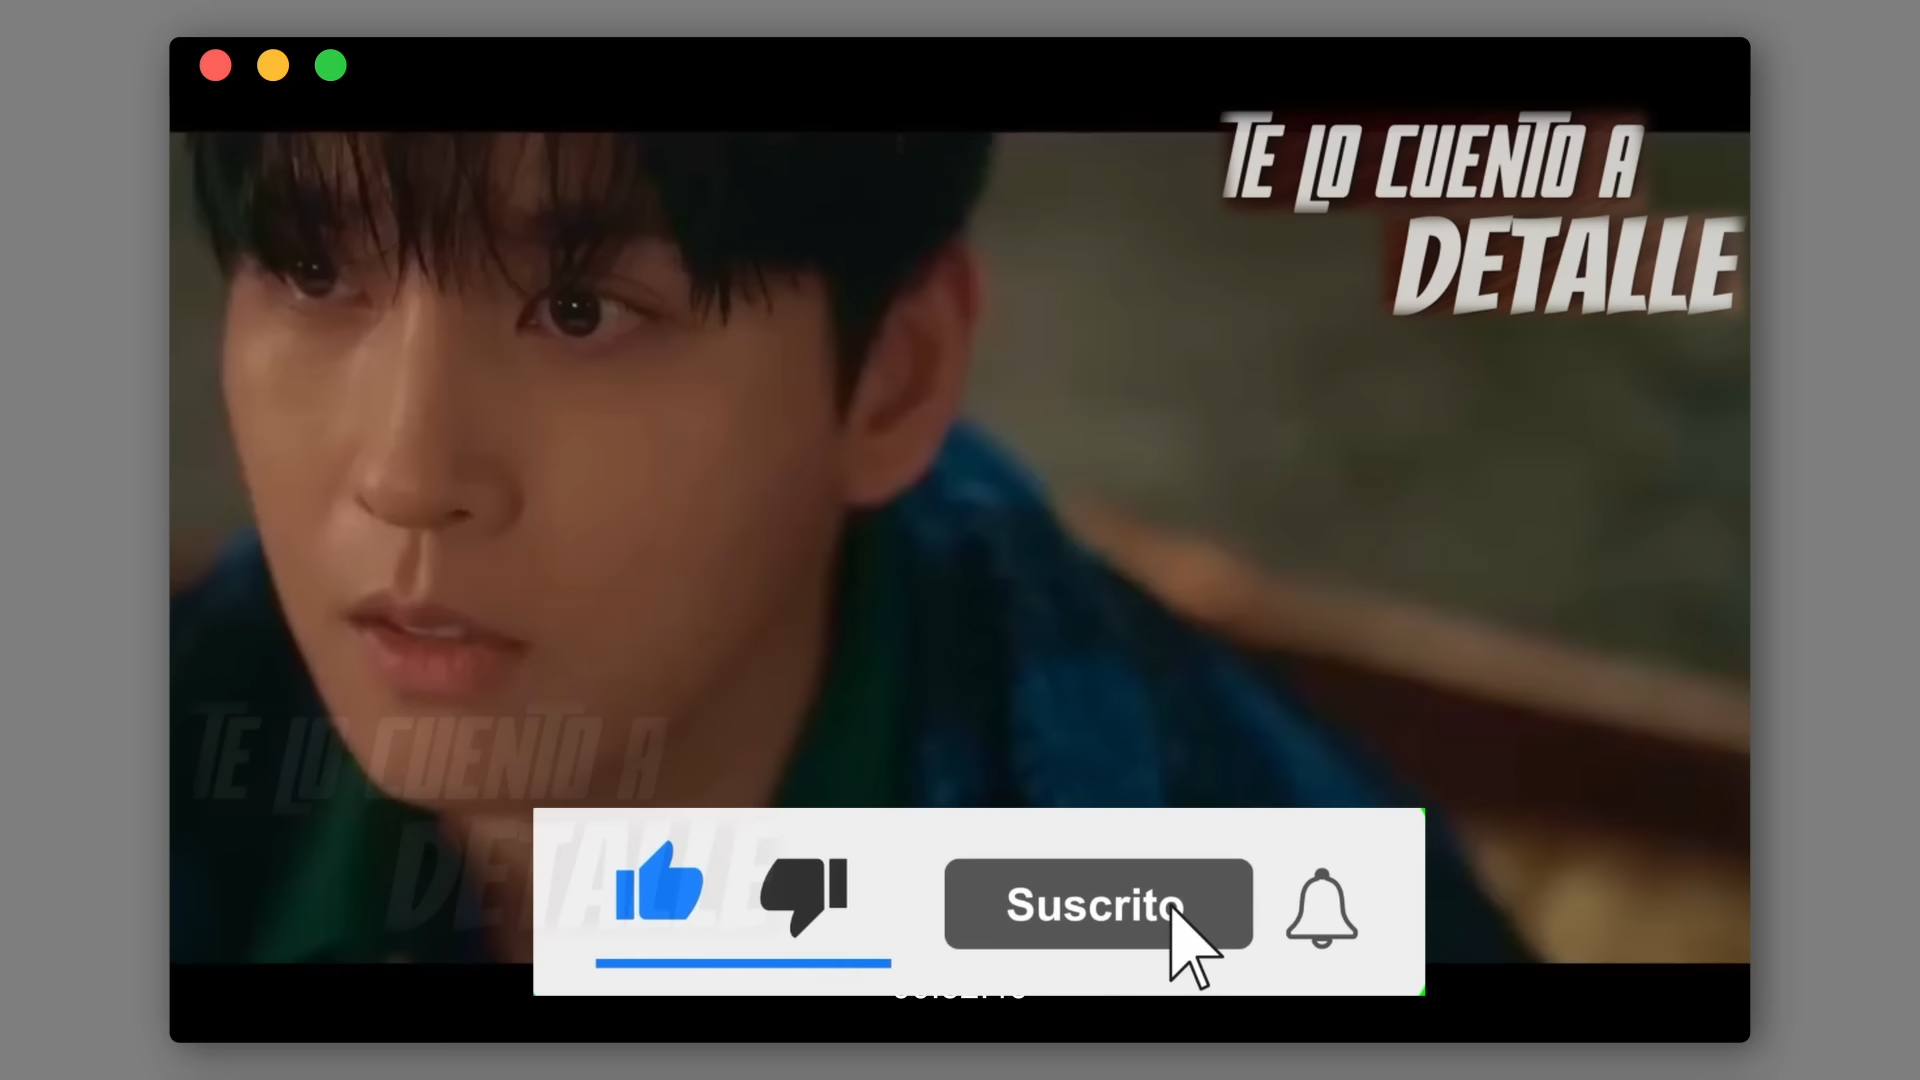 TE LO CUENTO A
DETALLE
TE LO CUENTO A
DETALLE
Suscrito